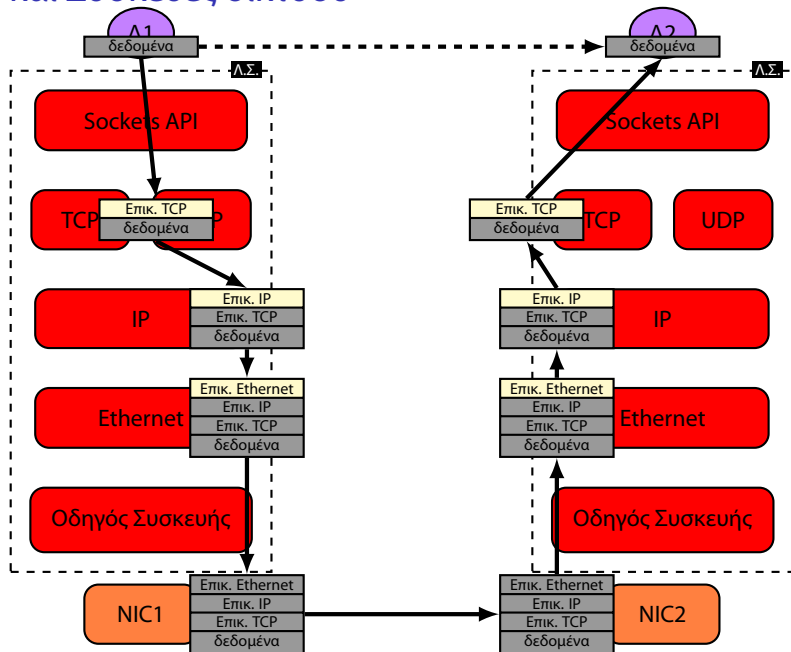 δεδομένα
δεδομένα
Λ.Σ.
Λ.Σ.
Sockets API
Sockets API
TCP
Επικ. TCP
δεδομένα
Επικ. TCP
δεδομένα
TCP
UDP
IP
Επικ. IP
Επικ. TCP
δεδομένα
Επικ. IP
Επικ. TCP
δεδομένα
IP
Ethernet
Επικ. Ethernet
Επικ. IP
Επικ. TCP
δεδομένα
Επικ. Ethernet
Επικ. IP
Επικ. TCP
δεδομένα
Ethernet
Οδηγός Συσκευής
Οδηγός Συσκευής
NIC1
Επικ. Ethernet
Επικ. IP
Επικ. TCP
δεδομένα
Επικ. Ethernet
Επικ. IP
Επικ. TCP
δεδομένα
NIC2